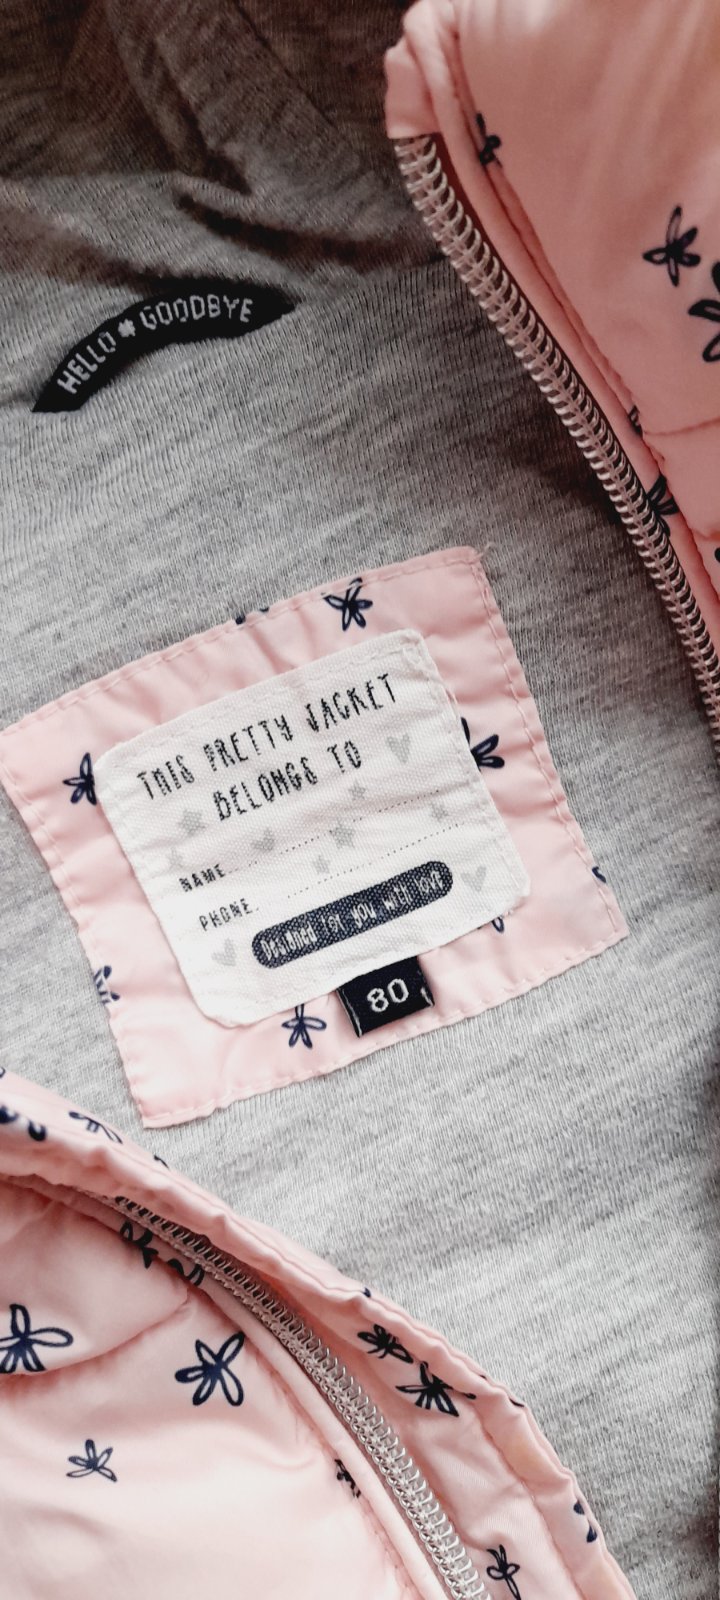 HELLO GOODBYE
THIS PRETTY JACKET
BELONGS TO
NAME
PHONE
Designed for you with love
80